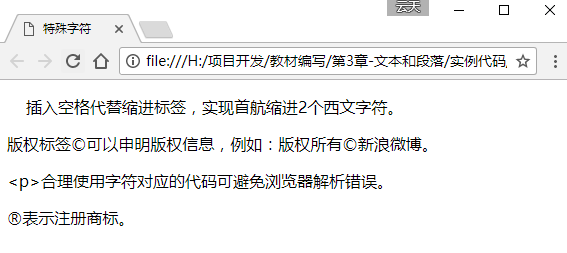 云天
特殊字符
file:///H:/项目开发/教材编写/第3章-文本和段落/实例代码
插入空格代替缩进标签，实现首航缩进2个西文字符。
版权标签©可以申明版权信息，例如：版权所有©新浪微博。
<p>合理使用字符对应的代码可避免浏览器解析错误。
®表示注册商标。